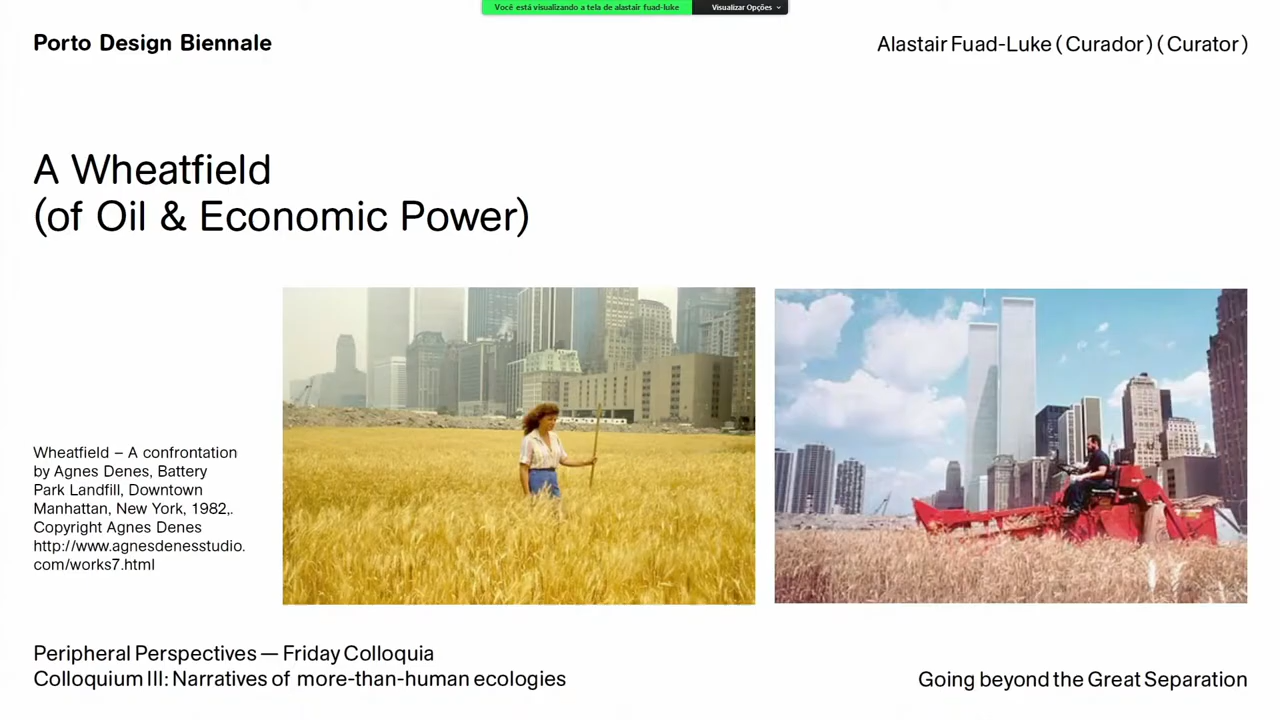 Você está visualizando a tela de alastair fuad-luke
Visualizar Opções
Porto Design Biennale
Alastair Fuad-Luke (Curador) (Curator)
A Wheatfield
(of Oil & Economic Power)
Wheatfield – A confrontation
by Agnes Denes, Battery
Park Landfill, Downtown
Manhattan, New York, 1982,.
Copyright Agnes Denes
http://www.agnesdenesstudio.
com/works7.html
Peripheral Perspectives — Friday Colloquia
Colloquium III: Narratives of more-than-human ecologies
Going beyond the Great Separation